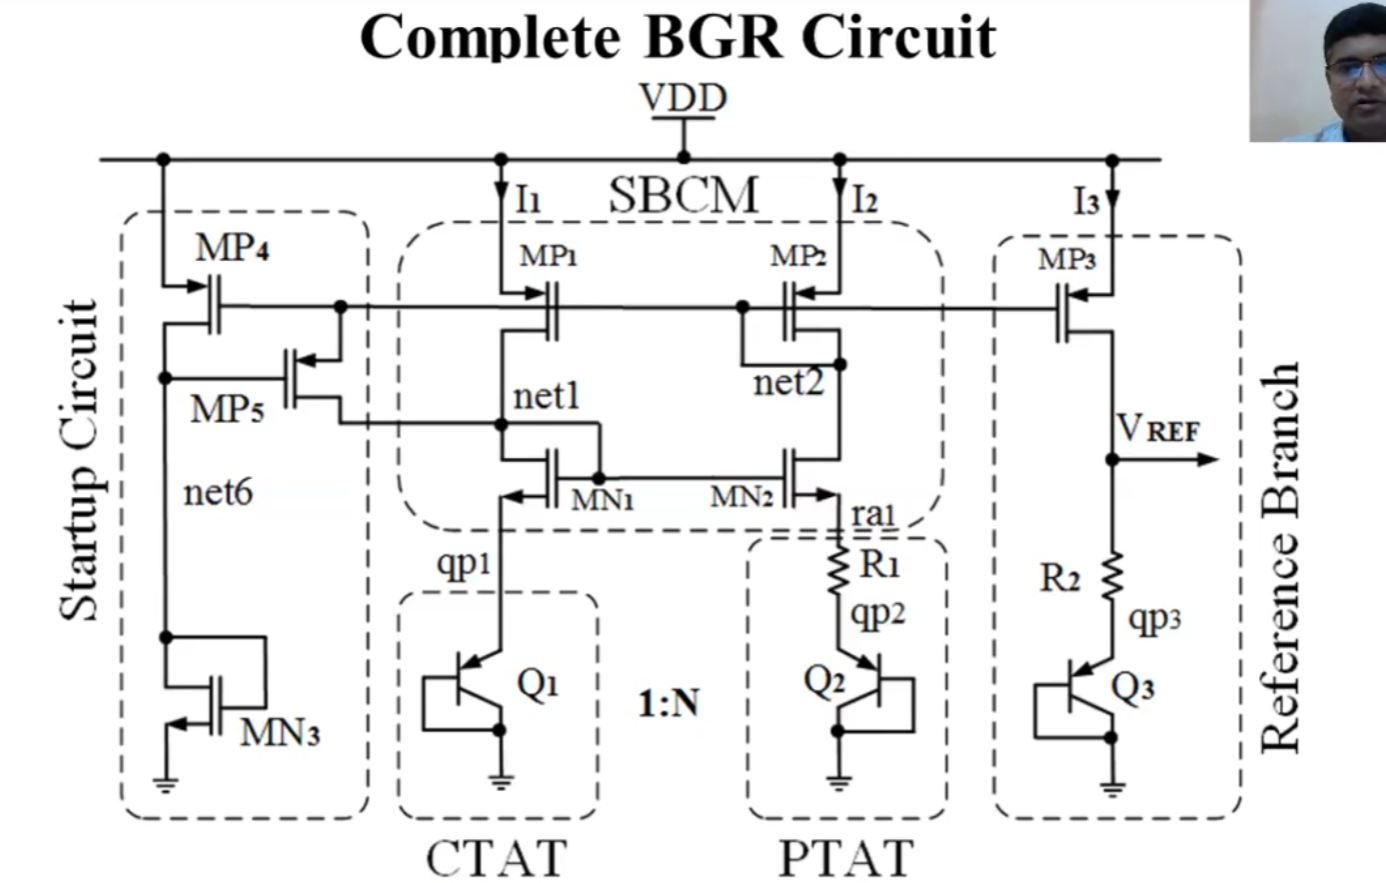 Complete BGR Circuit
VDD
I1
SBCM
I2
I3
MP4
MP1
MP2
MP3
Startup Circuit
MP5
net1
net2
VREF
net6
MN1
MN2
ra1
Reference Branch
qp1
R1
R2
qp2
qp3
Q1
1:N
Q2
Q3
MN3
CTAT
PTAT